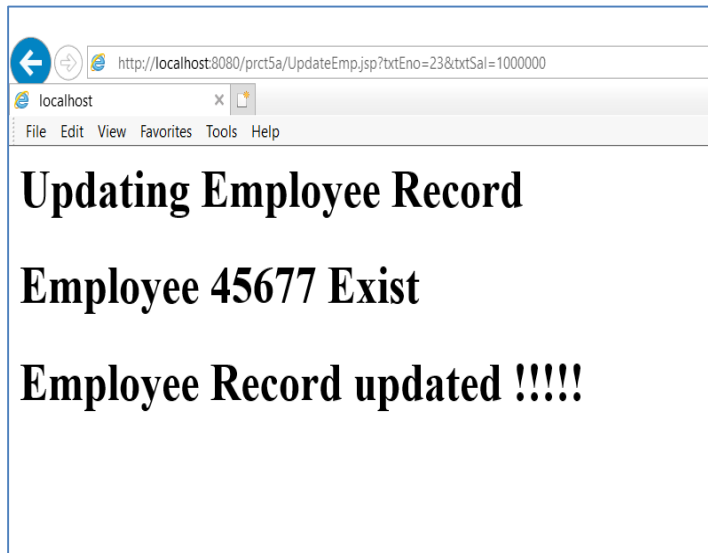 http://localhost:8080/prct5a/UpdateEmp.jsp?txtEno=23&txtSal=1000000
localhost
File Edit View Favorites Tools Help
Updating Employee Record
Employee 45677 Exist
Employee Record updated !!!!!